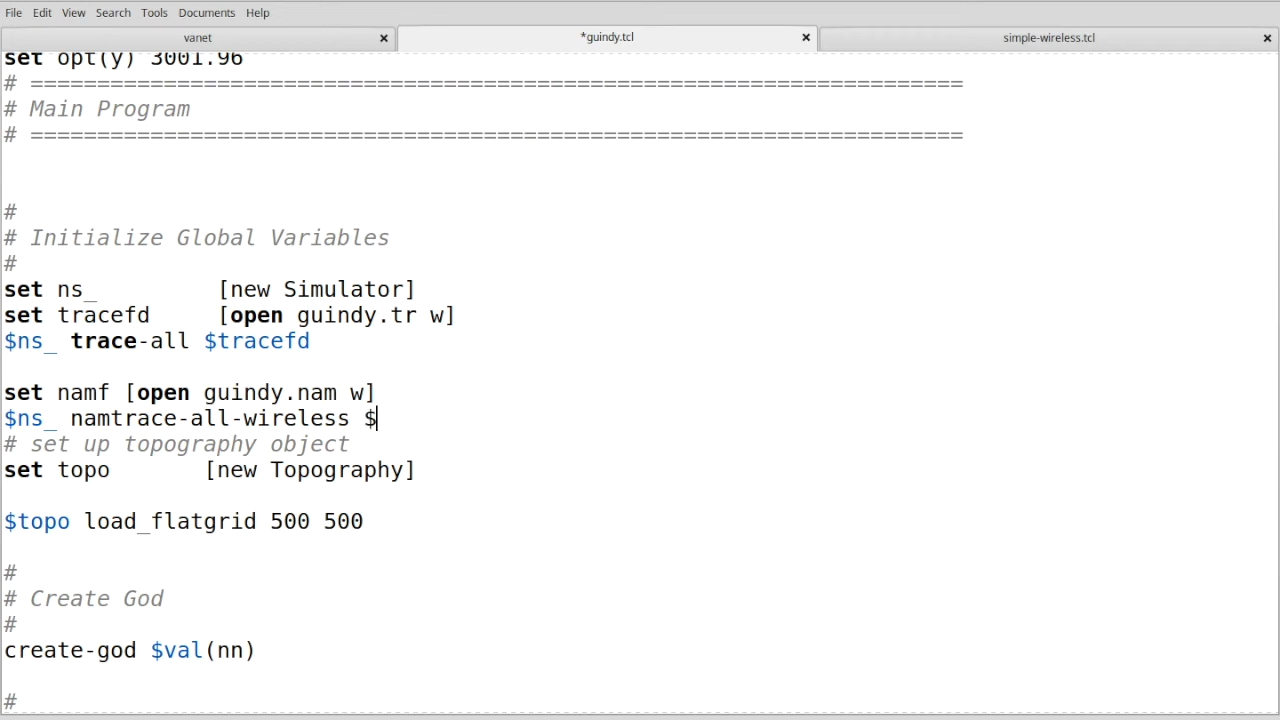 File Edit View Search Tools Documents Help
vanet × *guindy.tcl × simple-wireless.tcl ×
set opt(y) 3001.96
# ======================================================================
# Main Program
# ======================================================================
#
# Initialize Global Variables
#
set ns_ [new Simulator]
set tracefd [open guindy.tr w]
$ns_ trace-all $tracefd
set namf [open guindy.nam w]
$ns_ namtrace-all-wireless $
# set up topography object
set topo [new Topography]
$topo load_flatgrid 500 500
#
# Create God
#
create-god $val(nn)
#